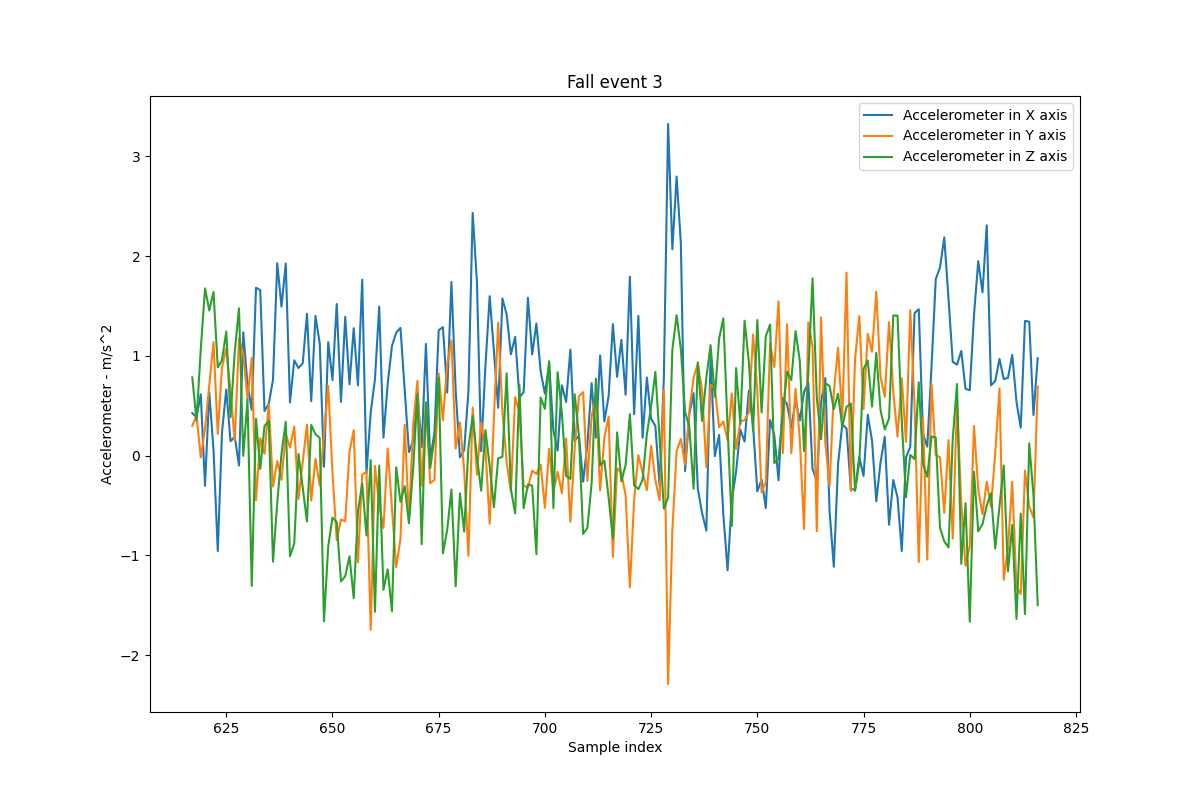 Fall event 3
Accelerometer in X axis
Accelerometer in Y axis
Accelerometer in Z axis
3
2
1
0
−1
−2
Accelerometer - m/s^2
625 650 675 700 725 750 775 800 825
Sample index